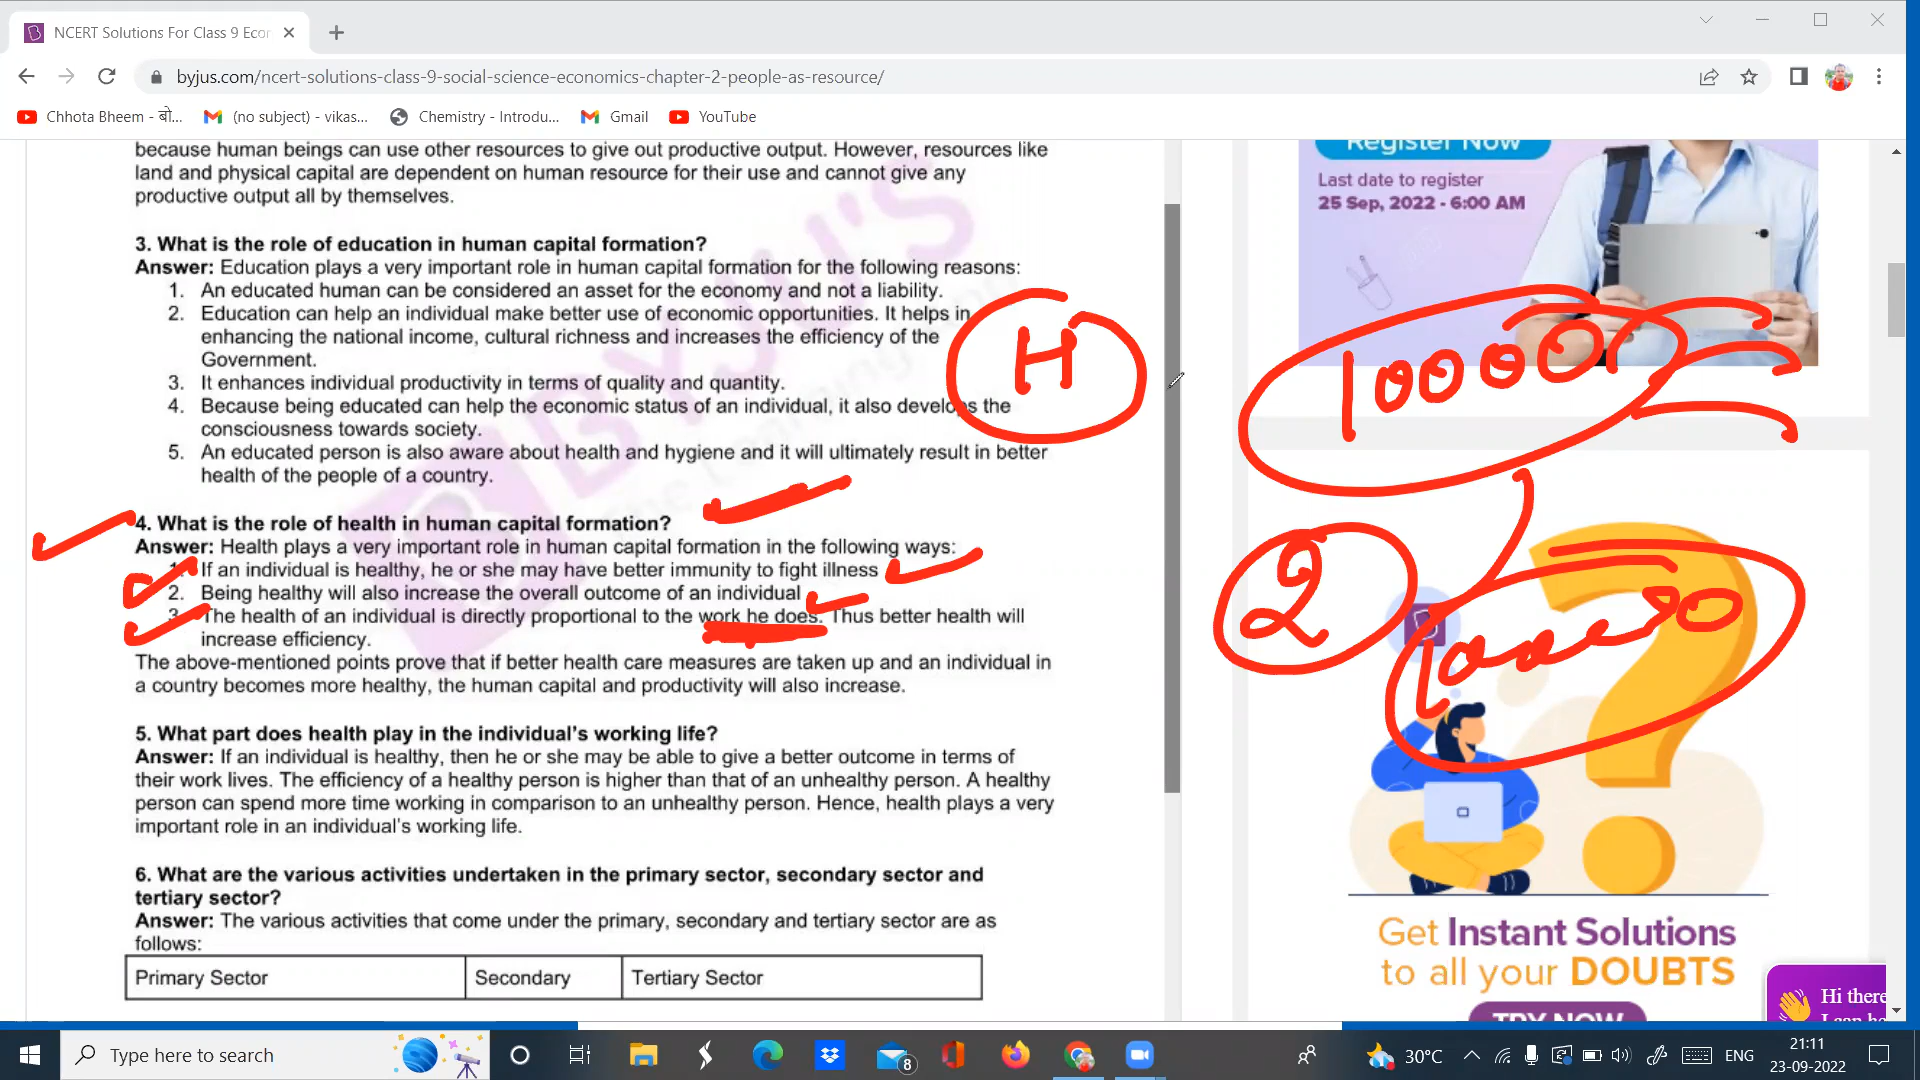 NCERT Solutions For Class 9 Econ
byjus.com/ncert-solutions-class-9-social-science-economics-chapter-2-people-as-resource/
Chhota Bheem - बो... (no subject) - vikas... Chemistry - Introdu... Gmail YouTube
because human beings can use other resources to give out productive output. However, resources like
land and physical capital are dependent on human resource for their use and cannot give any
productive output all by themselves.
3. What is the role of education in human capital formation?
Answer: Education plays a very important role in human capital formation for the following reasons:
1. An educated human can be considered an asset for the economy and not a liability.
2. Education can help an individual make better use of economic opportunities. It helps in
enhancing the national income, cultural richness and increases the efficiency of the
Government.
3. It enhances individual productivity in terms of quality and quantity.
4. Because being educated can help the economic status of an individual, it also develops the
consciousness towards society.
5. An educated person is also aware about health and hygiene and it will ultimately result in better
health of the people of a country.
4. What is the role of health in human capital formation?
Answer: Health plays a very important role in human capital formation in the following ways:
1. If an individual is healthy, he or she may have better immunity to fight illness
2. Being healthy will also increase the overall outcome of an individual
3. The health of an individual is directly proportional to the work he does. Thus better health will
increase efficiency.
The above-mentioned points prove that if better health care measures are taken up and an individual in
a country becomes more healthy, the human capital and productivity will also increase.
5. What part does health play in the individual's working life?
Answer: If an individual is healthy, then he or she may be able to give a better outcome in terms of
their work lives. The efficiency of a healthy person is higher than that of an unhealthy person. A healthy
person can spend more time working in comparison to an unhealthy person. Hence, health plays a very
important role in an individual's working life.
6. What are the various activities undertaken in the primary sector, secondary sector and
tertiary sector?
Answer: The various activities that come under the primary, secondary and tertiary sector are as
follows:
Primary Sector Secondary Tertiary Sector
BYJU'S
The Learning
H
Register Now
Last date to register
25 Sep, 2022 - 6:00 AM
10000
2
Get Instant Solutions
to all your DOUBTS
TRY NOW
Hi there
Type here to search
8
30°C
ENG
21:11
23-09-2022